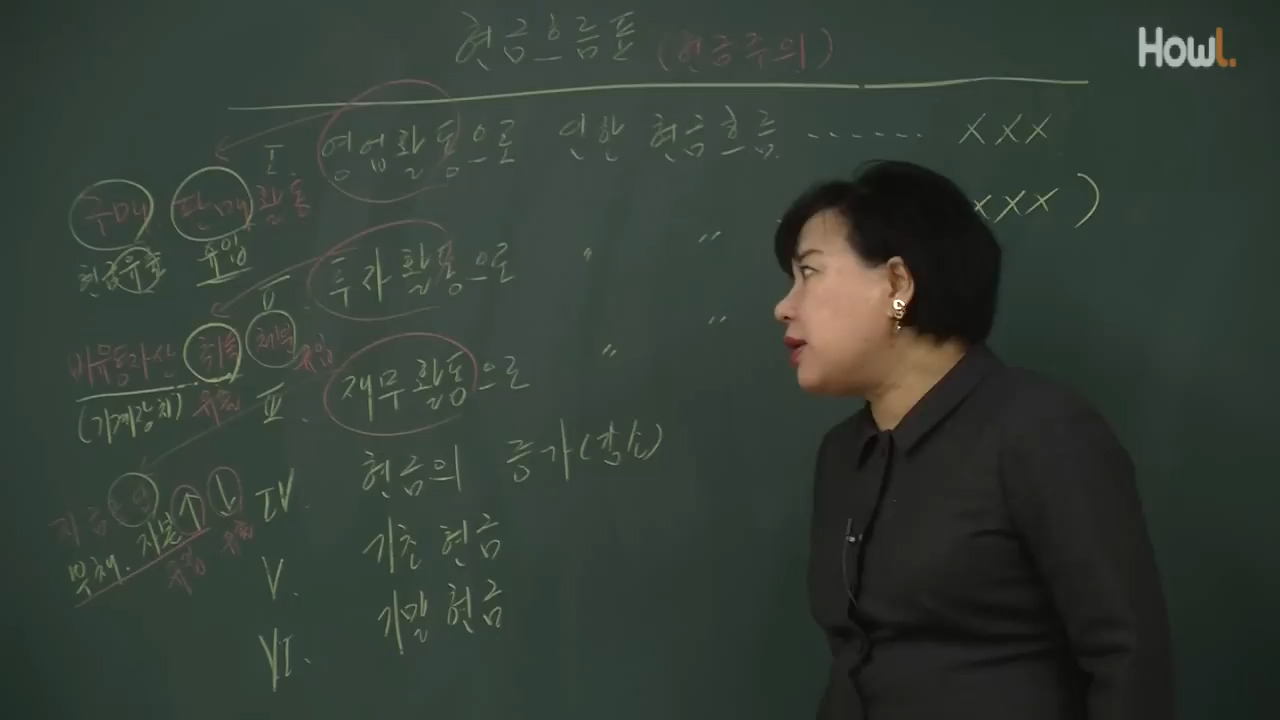 Howl.
현금흐름표 (현금주의)
I. 영업활동으로 인한 현금흐름 ........ XXX
구매 판매 활동
XXX)
현금유출 유입
II. 투자활동으로 〃 〃
비유동자산 취득 처분 유입
(기계장치) 유출
III. 재무활동으로 〃 〃
IV. 현금의 증가(감소)
자금
부채. 자본 ↑ ↓
유입 유출
V. 기초 현금
VI. 기말 현금